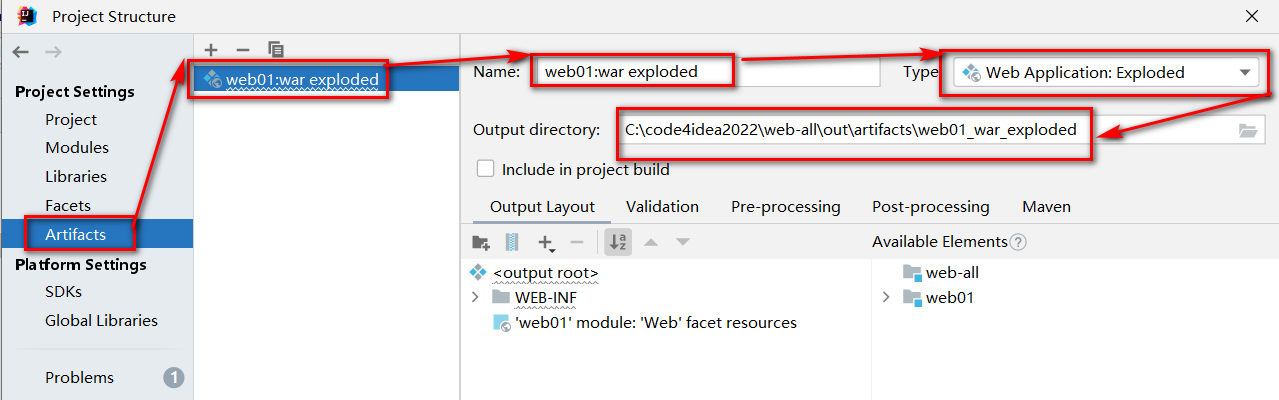 Project Structure
Project Settings
Project
Modules
Libraries
Facets
Artifacts
Platform Settings
SDKs
Global Libraries
Problems
1
web01:war exploded
Name: web01:war exploded
Type Web Application: Exploded
Output directory: C:\code4idea2022\web-all\out\artifacts\web01_war_exploded
Include in project build
Output Layout Validation Pre-processing Post-processing Maven
Available Elements ?
<output root>
WEB-INF
'web01' module: 'Web' facet resources
web-all
web01